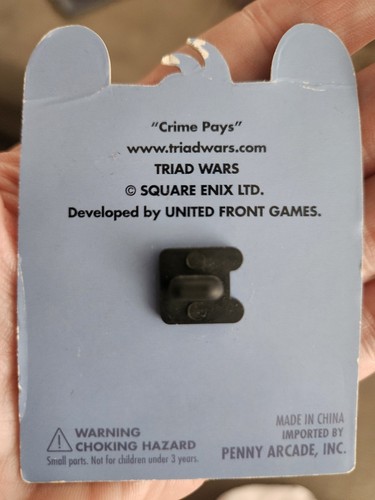 "Crime Pays"
www.triadwars.com
TRIAD WARS
© SQUARE ENIX LTD.
Developed by UNITED FRONT GAMES.
WARNING
CHOKING HAZARD
Small parts. Not for children under 3 years.
MADE IN CHINA
IMPORTED BY
PENNY ARCADE, INC.